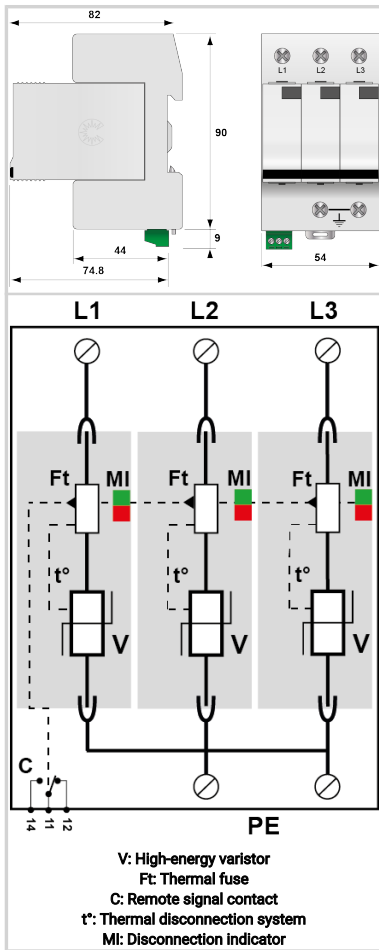 82
L1 L2 L3
90
9
44
74.8
54
L1 L2 L3
Ft MI Ft MI Ft MI
t° t° t°
V V V
C
14 11 12
PE
V: High-energy varistor
Ft: Thermal fuse
C: Remote signal contact
t°: Thermal disconnection system
MI: Disconnection indicator